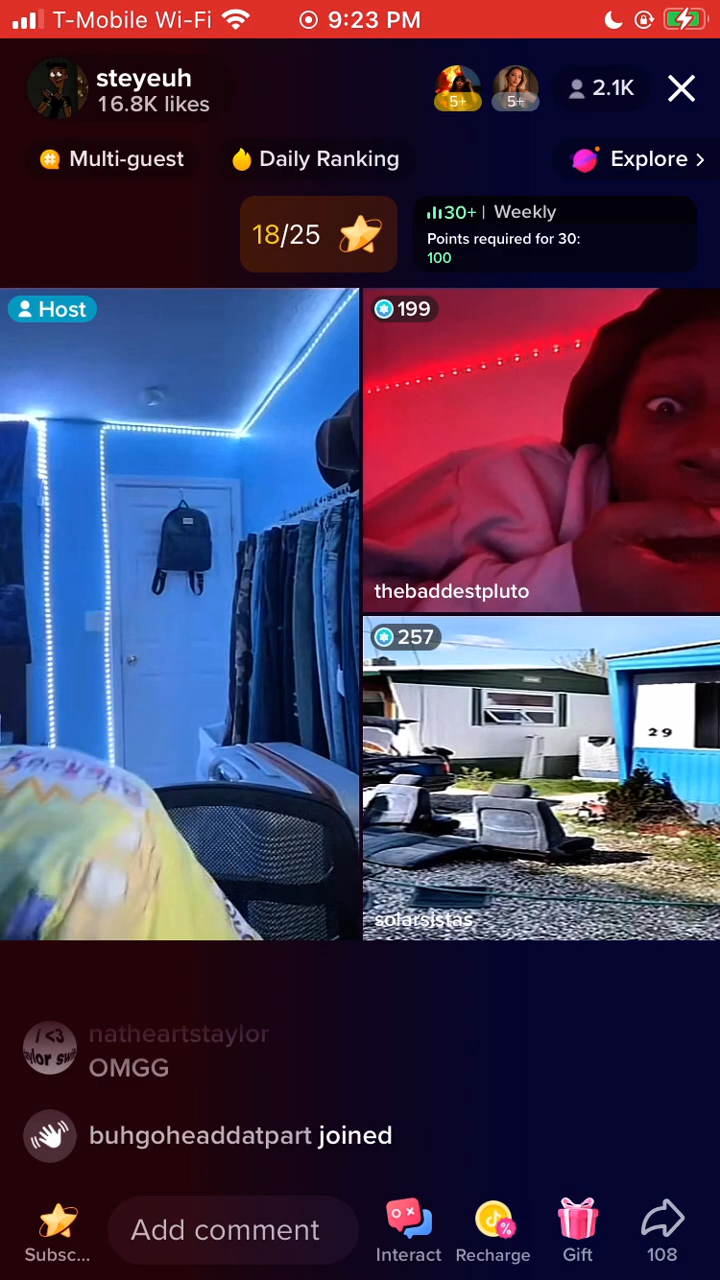 T-Mobile Wi-Fi 9:23 PM
steyeuh
16.8K likes
5+ 5+
2.1K
Multi-guest
Daily Ranking
Explore >
18/25
30+ | Weekly
Points required for 30:
100
Host
199
thebaddestpluto
257
29
solarsistas
I <3
natheartstaylor
OMGG
buhgoheaddatpart joined
Add comment
Subsc...
Interact
Recharge
Gift
108